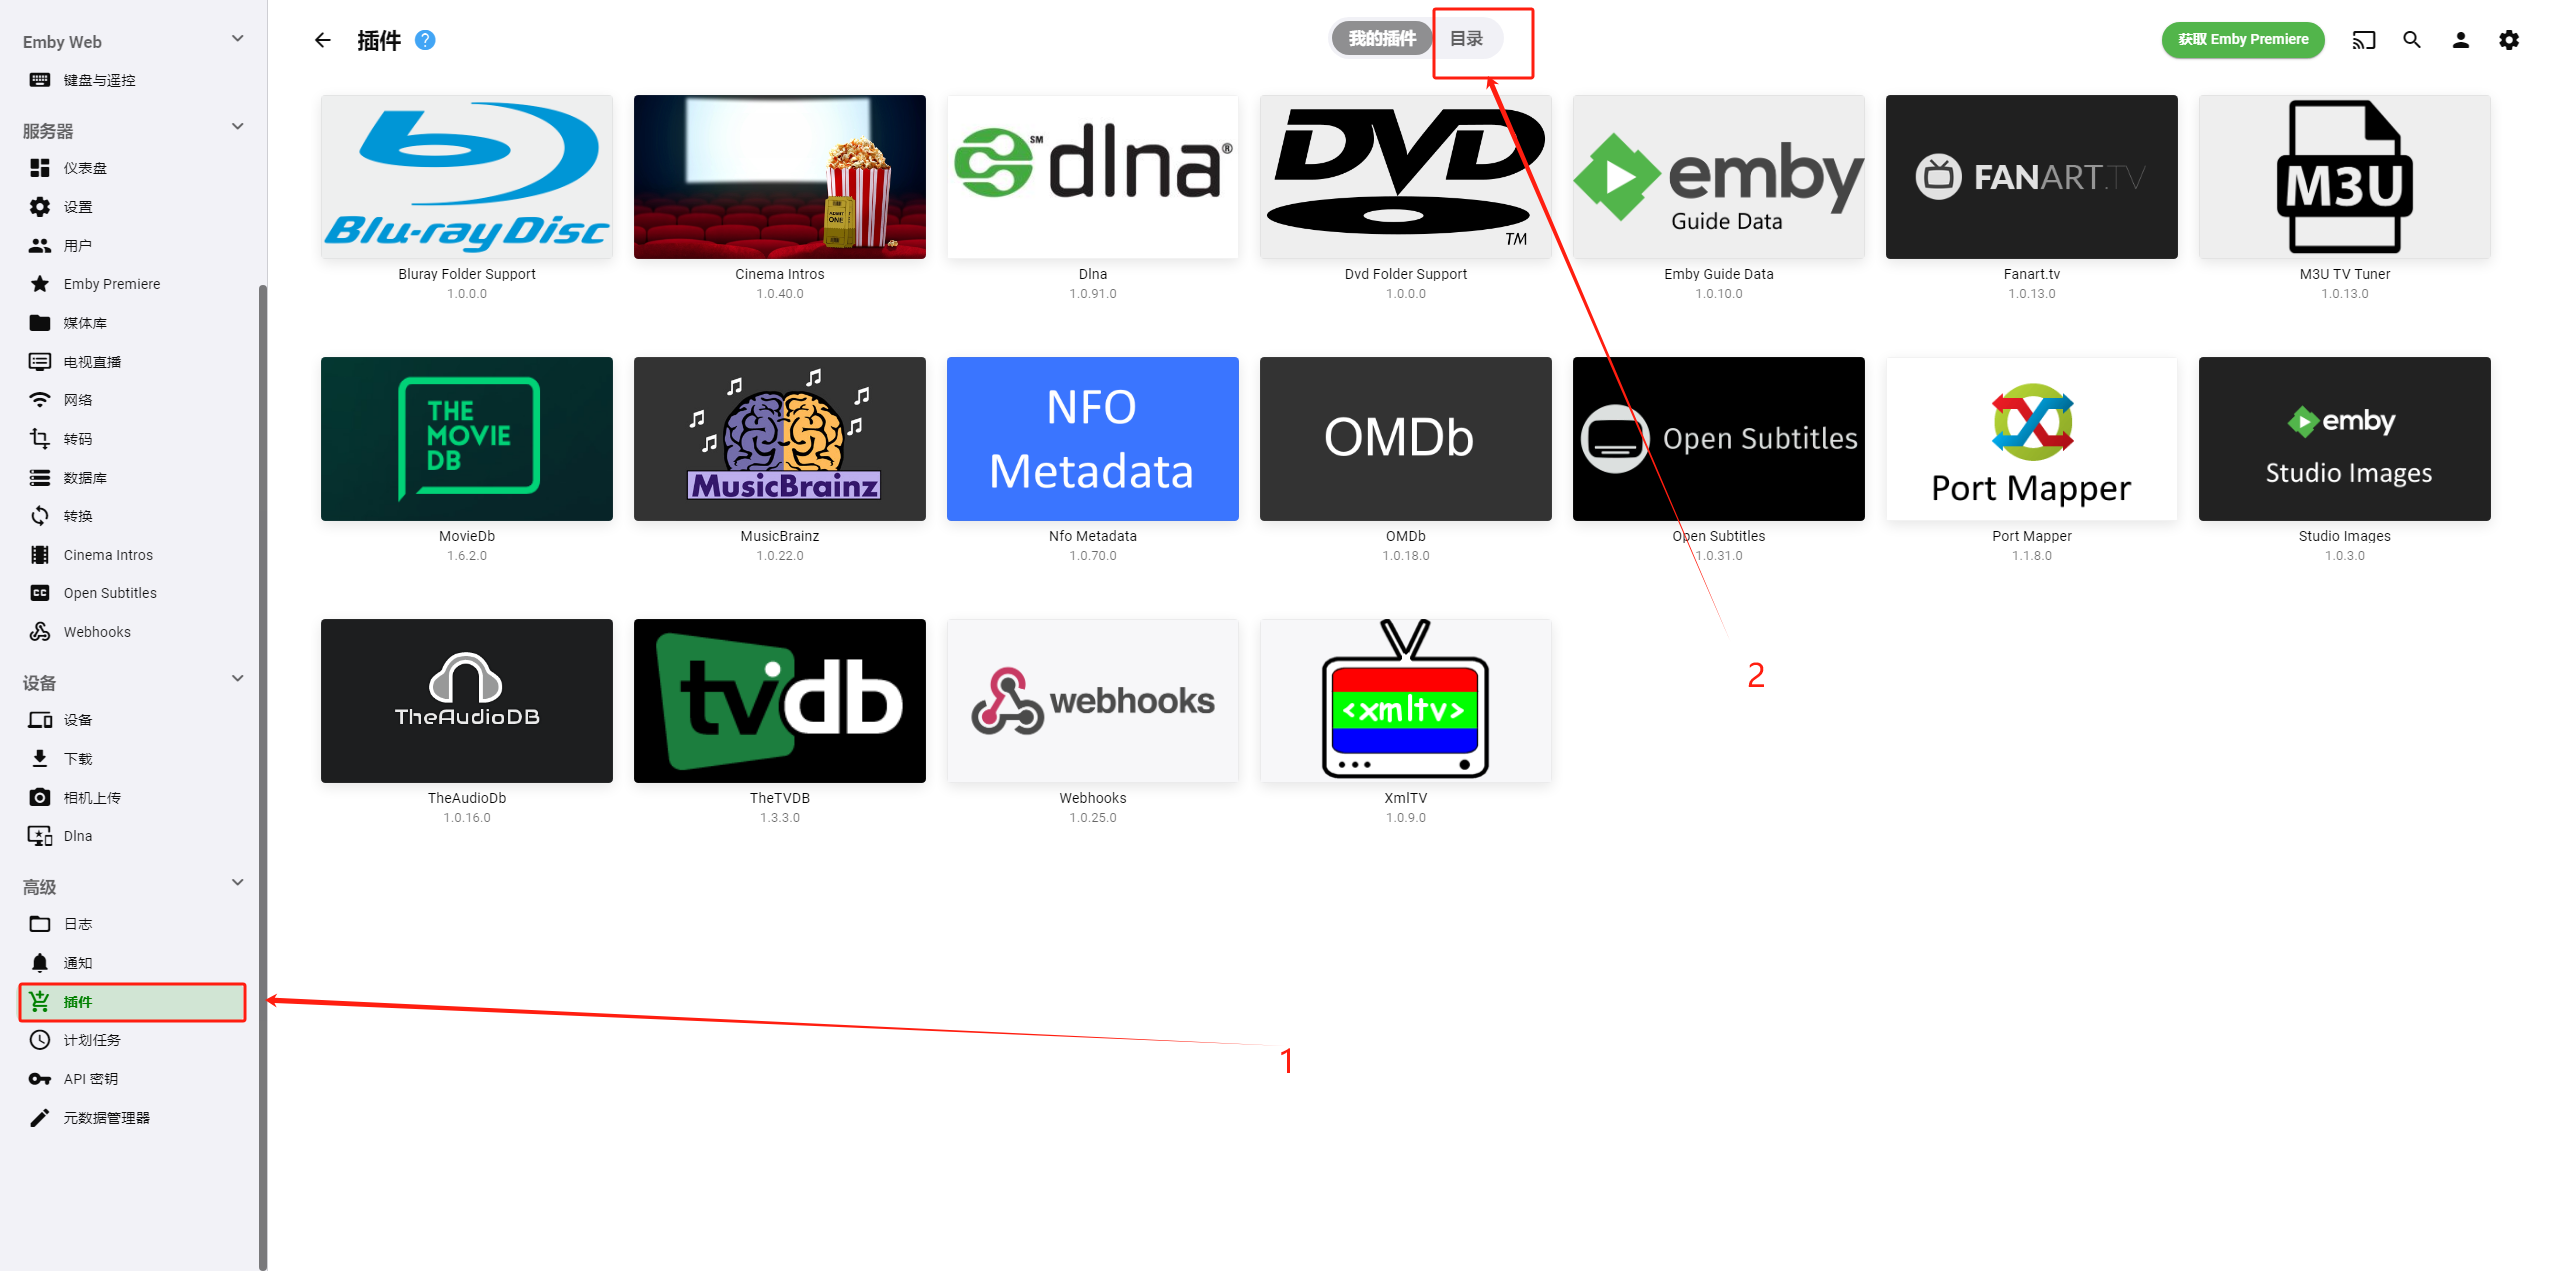 Emby Web
键盘与遥控
服务器
仪表盘
设置
用户
Emby Premiere
媒体库
电视直播
网络
转码
数据库
转换
Cinema Intros
Open Subtitles
Webhooks
设备
设备
下载
相机上传
Dlna
高级
日志
通知
插件
计划任务
API 密钥
元数据管理器
插件
?
我的插件
目录
获取 Emby Premiere
Blu-ray Disc
ADMIT ONE
SM dlna ®
DVD
TM
emby
Guide Data
FANART.TV
M3U
Bluray Folder Support
1.0.0.0
Cinema Intros
1.0.40.0
Dlna
1.0.91.0
Dvd Folder Support
1.0.0.0
Emby Guide Data
1.0.10.0
Fanart.tv
1.0.13.0
M3U TV Tuner
1.0.13.0
THE
MOVIE
DB
MusicBrainz
NFO
Metadata
OMDb
Open Subtitles
Port Mapper
emby
Studio Images
MovieDb
1.6.2.0
MusicBrainz
1.0.22.0
Nfo Metadata
1.0.70.0
OMDb
1.0.18.0
Open Subtitles
1.0.31.0
Port Mapper
1.1.8.0
Studio Images
1.0.3.0
TheAudioDB
tvdb
webhooks
<xmltv>
TheAudioDb
1.0.16.0
TheTVDB
1.3.3.0
Webhooks
1.0.25.0
XmlTV
1.0.9.0
2
1